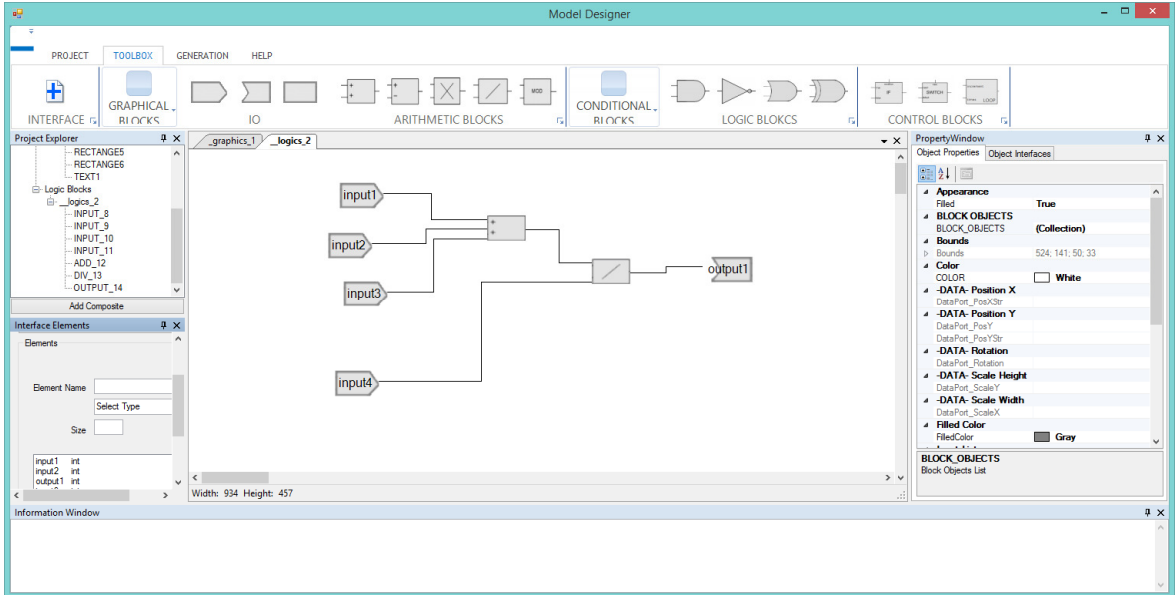 Model Designer
PROJECT TOOLBOX GENERATION HELP
INTERFACE
GRAPHICAL BLOCKS
IO
+ + + - MOD
ARITHMETIC BLOCKS
CONDITIONAL BLOCKS
LOGIC BLOKCS
IF SWITCH LOOP
CONTROL BLOCKS
Project Explorer
RECTANGE5
RECTANGE6
TEXT1
Logic Blocks
__logics_2
INPUT_8
INPUT_9
INPUT_10
INPUT_11
ADD_12
DIV_13
OUTPUT_14
Add Composite
Interface Elements
Elements
Element Name
Select Type
Size
input1 int
input2 int
output1 int
_graphics_1 __logics_2
input1
+
+
input2
output1
input3
input4
Width: 934 Height: 457
PropertyWindow
Object Properties Object Interfaces
Appearance
Filled True
BLOCK OBJECTS
BLOCK_OBJECTS (Collection)
Bounds
Bounds 524; 141; 50; 33
Color
COLOR White
-DATA- Position X
DataPort_PosXStr
-DATA- Position Y
DataPort_PosY
DataPort_PosYStr
-DATA- Rotation
DataPort_Rotation
-DATA- Scale Height
DataPort_ScaleY
-DATA- Scale Width
DataPort_ScaleX
Filled Color
FilledColor Gray
BLOCK_OBJECTS
Block Objects List
Information Window